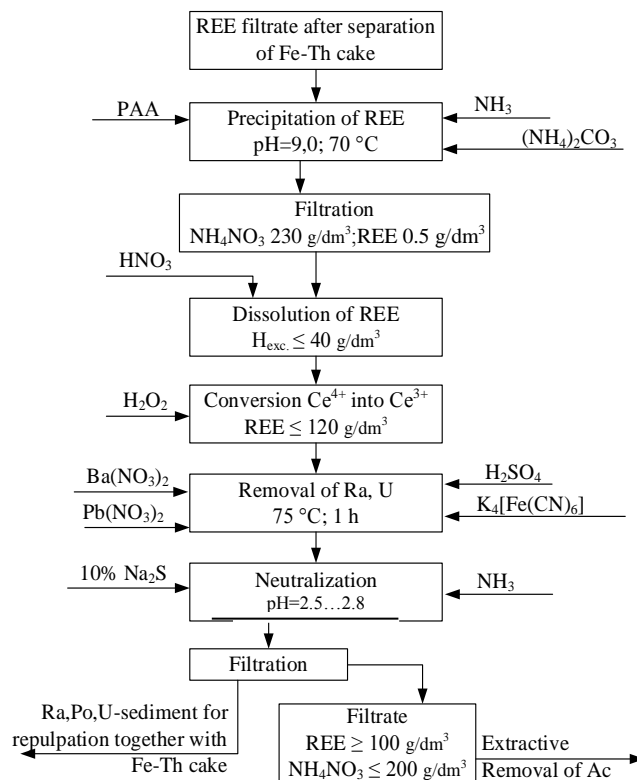 REE filtrate after separation
of Fe-Th cake
PAA
Precipitation of REE
pH=9,0; 70 °C
NH₃
(NH₄)₂CO₃
Filtration
NH₄NO₃ 230 g/dm³;REE 0.5 g/dm³
HNO₃
Dissolution of REE
Hexc. ≤ 40 g/dm³
H₂O₂
Conversion Ce⁴⁺ into Ce³⁺
REE ≤ 120 g/dm³
Ba(NO₃)₂
Pb(NO₃)₂
Removal of Ra, U
75 °C; 1 h
H₂SO₄
K₄[Fe(CN)₆]
10% Na₂S
Neutralization
pH=2.5…2.8
NH₃
Filtration
Ra,Po,U-sediment for
repulpation together with
Fe-Th cake
Filtrate
REE ≥ 100 g/dm³
NH₄NO₃ ≤ 200 g/dm³
Extractive
Removal of Ac